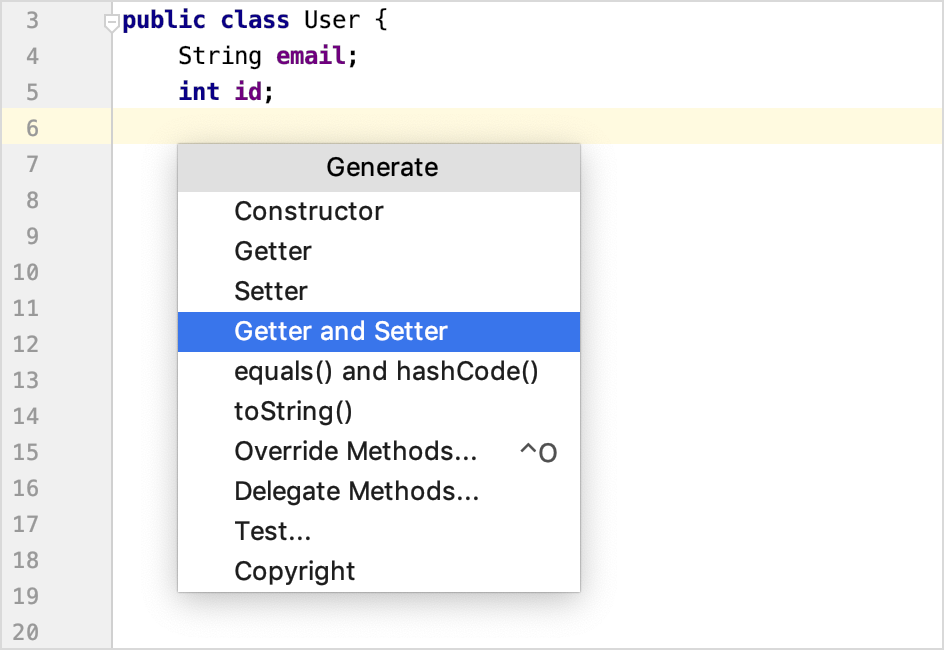 3 public class User {
4 String email;
5 int id;
6
7
Generate
8 Constructor
9 Getter
10 Setter
11
12 Getter and Setter
13 equals() and hashCode()
14 toString()
15 Override Methods... ^O
16 Delegate Methods...
17 Test...
18 Copyright
19
20